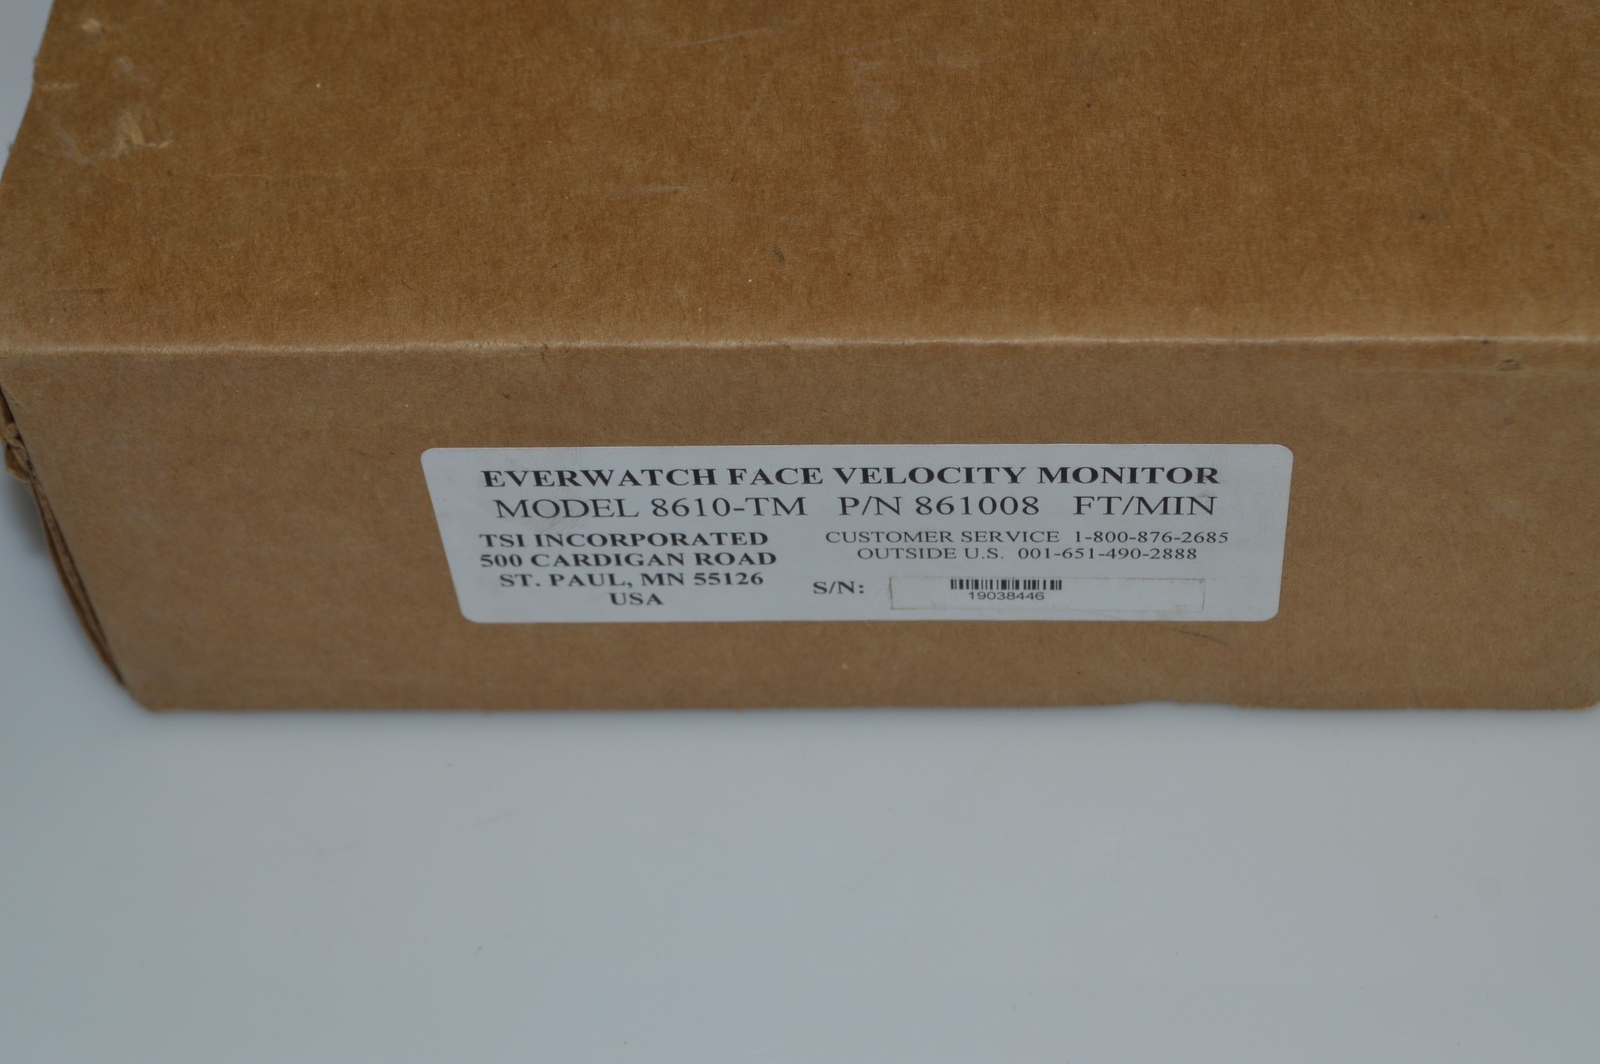 EVERWATCH FACE VELOCITY MONITOR
MODEL 8610-TM P/N 861008 FT/MIN
TSI INCORPORATED
500 CARDIGAN ROAD
ST. PAUL, MN 55126
USA
CUSTOMER SERVICE 1-800-876-2685
OUTSIDE U.S. 001-651-490-2888
S/N:
19038446